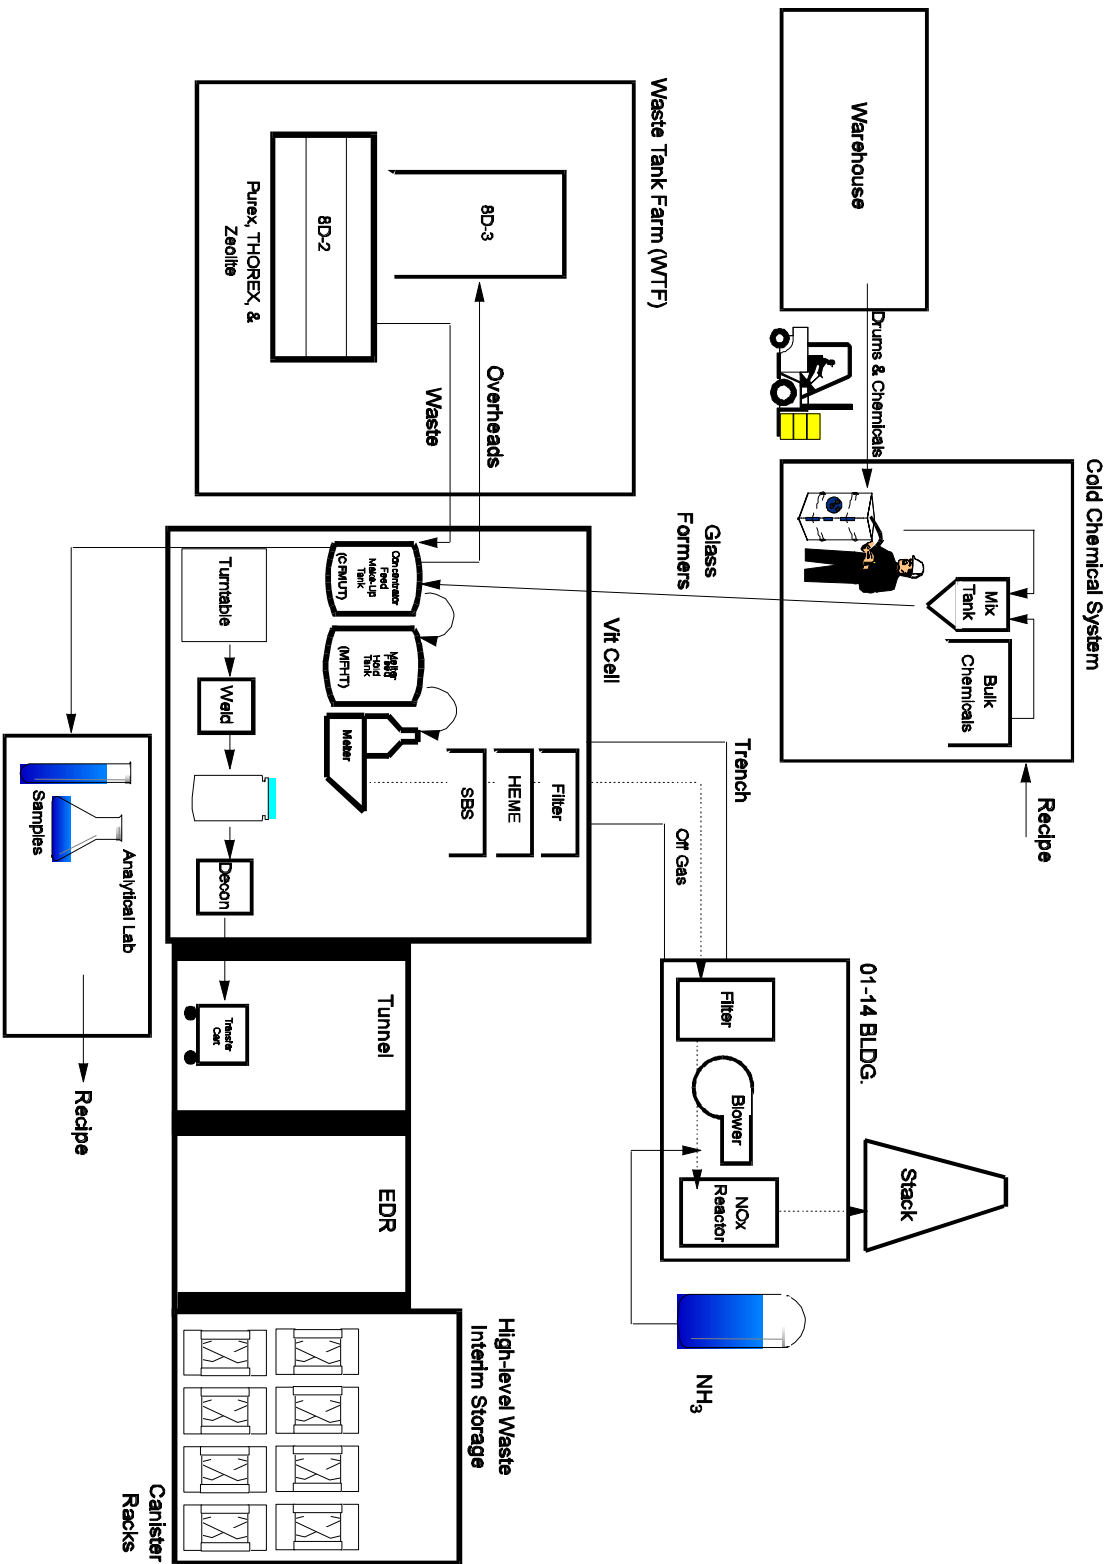 Cold Chemical System
Recipe
Warehouse
Drums & Chemicals
Mix
Tank
Bulk
Chemicals
Stack
01-14 BLDG.
Filter
Blower
NOx
Reactor
NH3
Trench
Off Gas
Glass
Formers
Waste Tank Farm (WTF)
8D-3
8D-2
Purex, THOREX, &
Zeolite
Overheads
Waste
Vit Cell
Filter
HEME
SBS
Concentrator
Feed
Make-Up
Tank
(CFMUT)
Melter
Feed
Hold
Tank
(MFHT)
Melter
Turntable
Weld
Decon
Tunnel
Transfer
Cart
EDR
High-level Waste
Interim Storage
Canister
Racks
Analytical Lab
Samples
Recipe